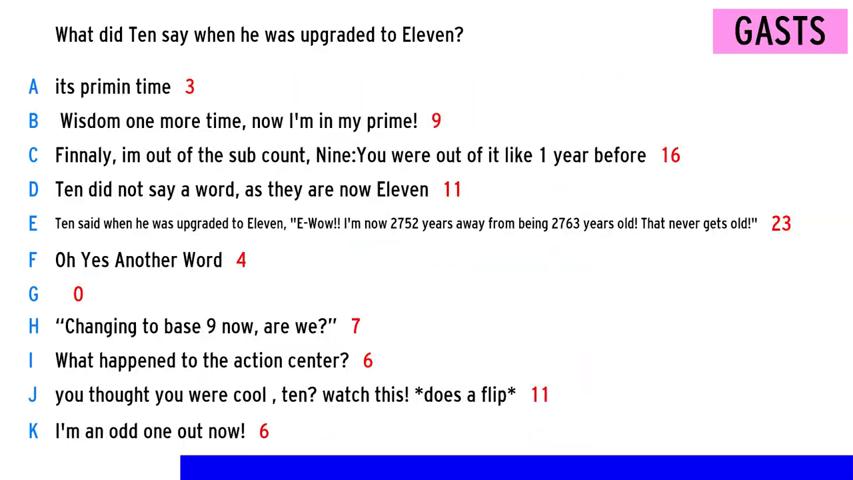 What did Ten say when he was upgraded to Eleven?
GASTS
A its primin time 3
B Wisdom one more time, now I'm in my prime! 9
C Finnaly, im out of the sub count, Nine:You were out of it like 1 year before 16
D Ten did not say a word, as they are now Eleven 11
E Ten said when he was upgraded to Eleven, "E-Wow!! I'm now 2752 years away from being 2763 years old! That never gets old!" 23
F Oh Yes Another Word 4
G 0
H “Changing to base 9 now, are we?” 7
I What happened to the action center? 6
J you thought you were cool , ten? watch this! *does a flip* 11
K I'm an odd one out now! 6